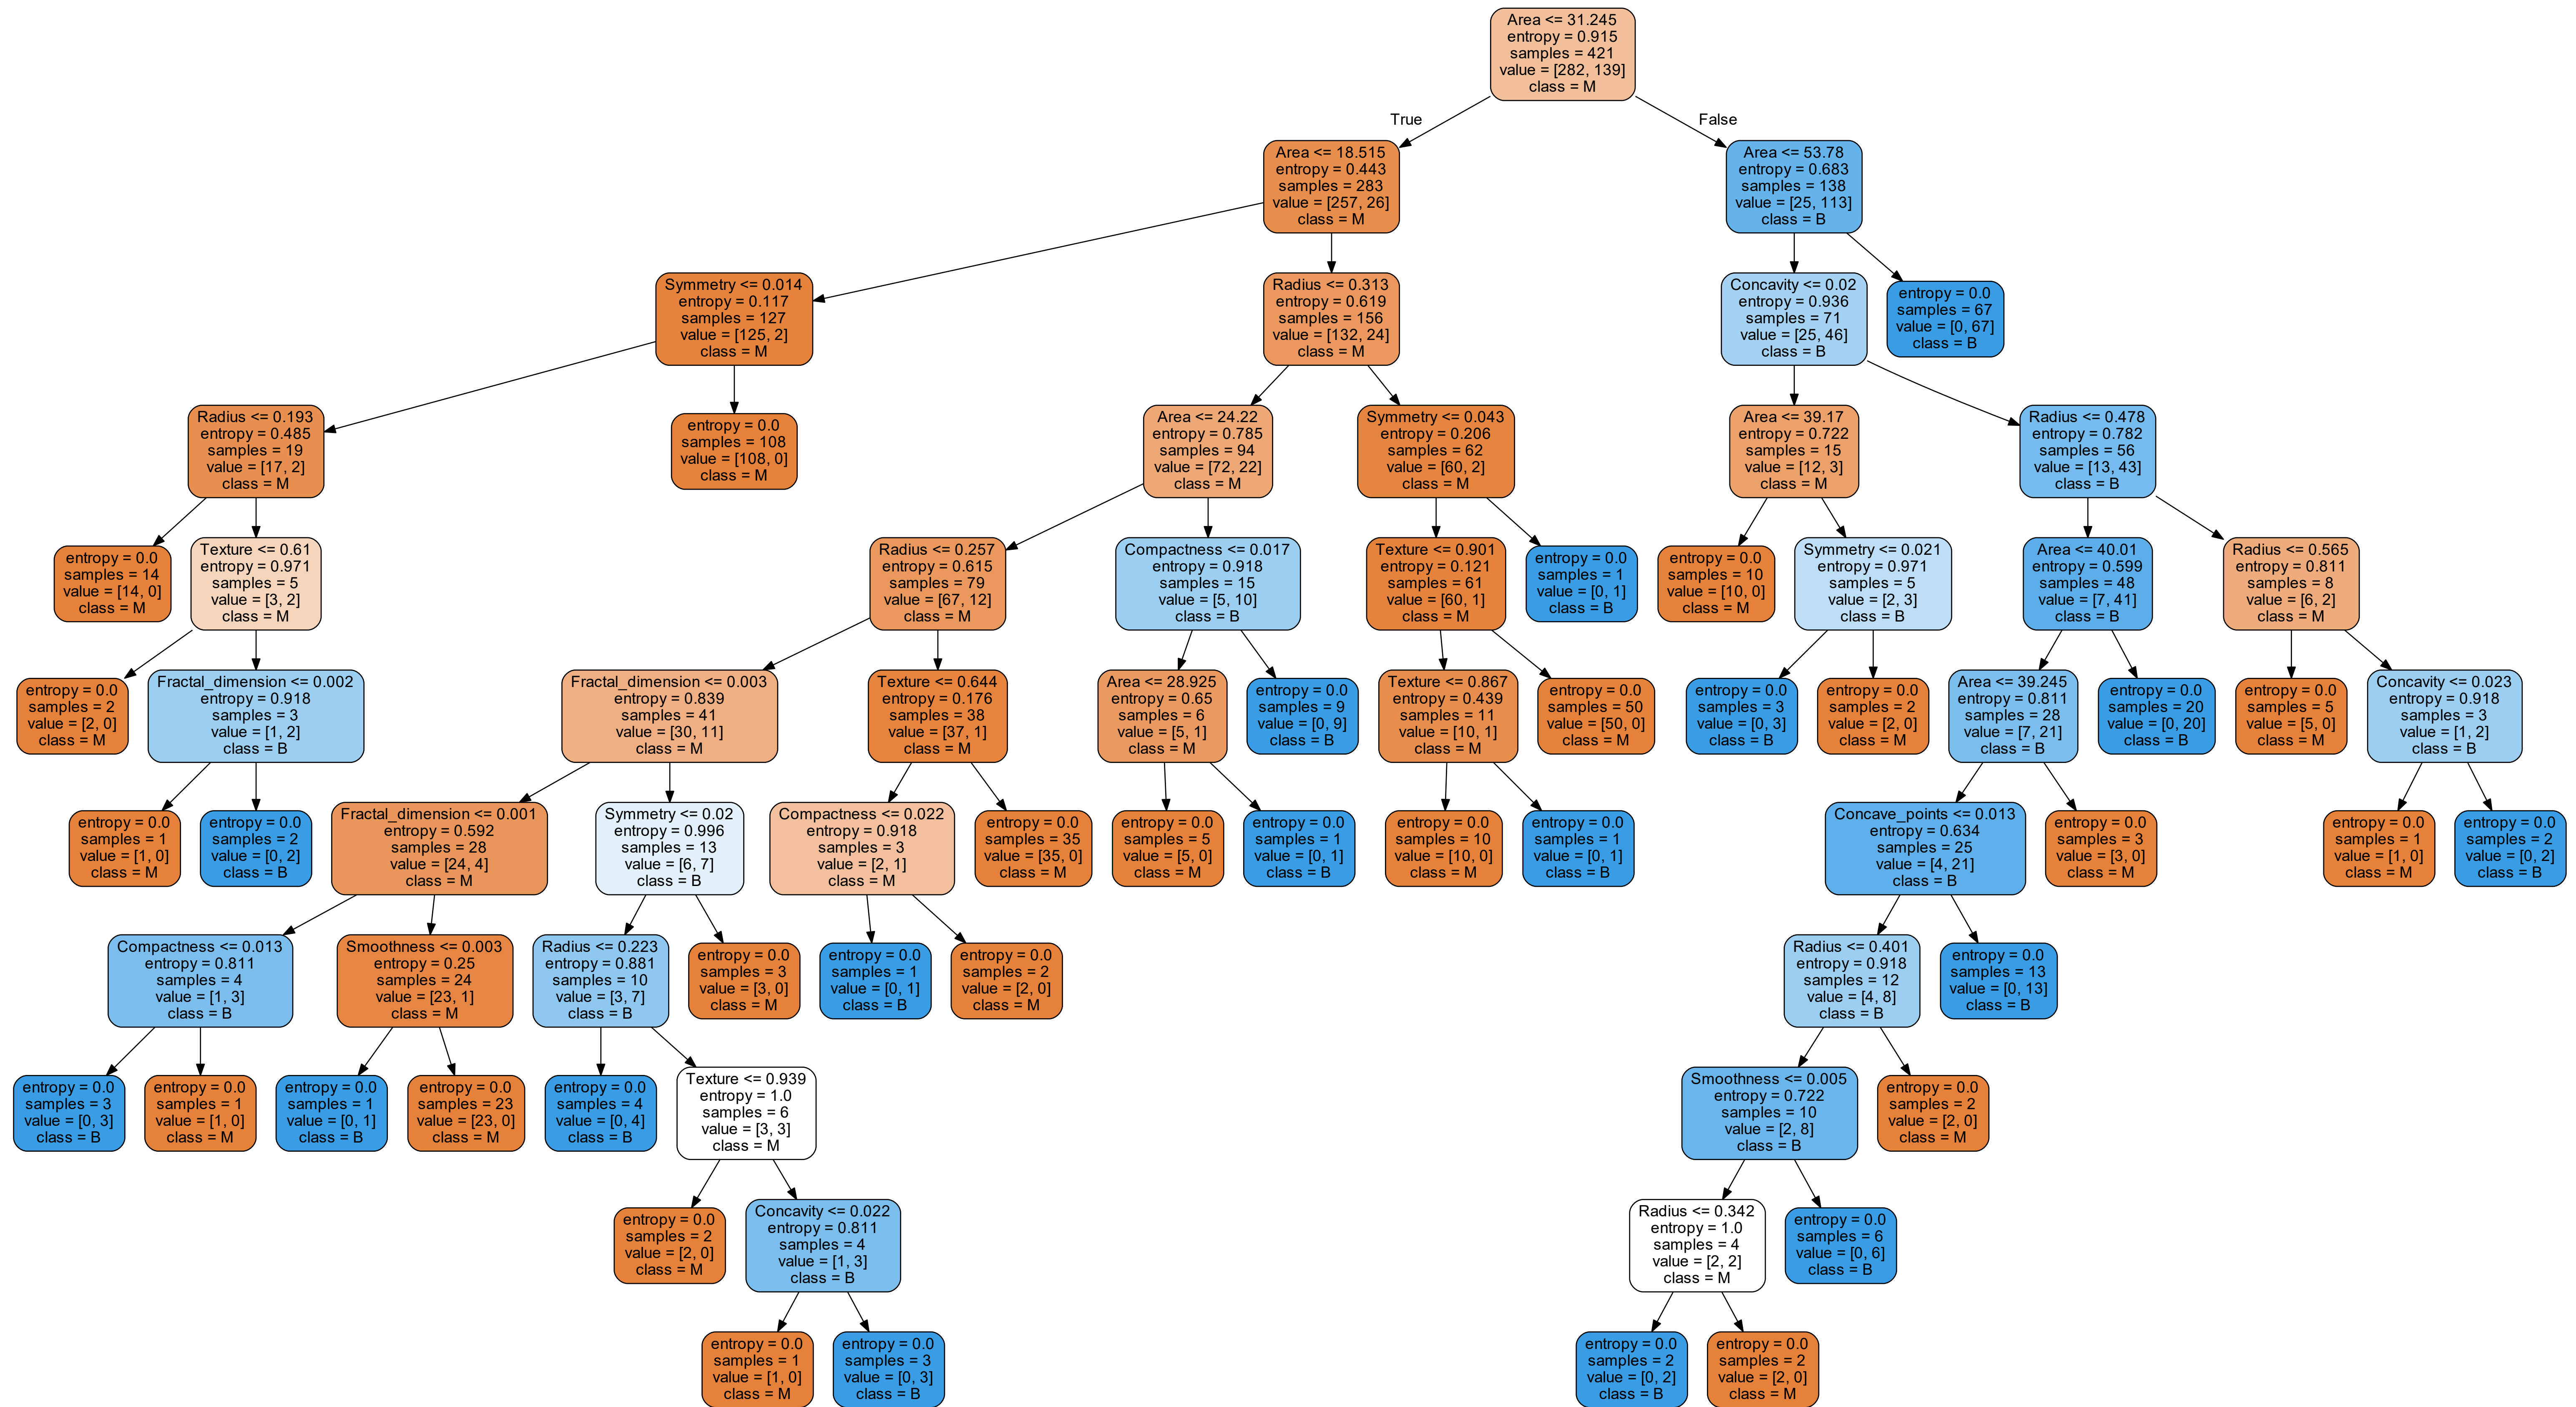 Area <= 31.245
entropy = 0.915
samples = 421
value = [282, 139]
class = M
True
False
Area <= 18.515
entropy = 0.443
samples = 283
value = [257, 26]
class = M
Area <= 53.78
entropy = 0.683
samples = 138
value = [25, 113]
class = B
Symmetry <= 0.014
entropy = 0.117
samples = 127
value = [125, 2]
class = M
Radius <= 0.313
entropy = 0.619
samples = 156
value = [132, 24]
class = M
Concavity <= 0.02
entropy = 0.936
samples = 71
value = [25, 46]
class = B
entropy = 0.0
samples = 67
value = [0, 67]
class = B
Radius <= 0.193
entropy = 0.485
samples = 19
value = [17, 2]
class = M
entropy = 0.0
samples = 108
value = [108, 0]
class = M
Area <= 24.22
entropy = 0.785
samples = 94
value = [72, 22]
class = M
Symmetry <= 0.043
entropy = 0.206
samples = 62
value = [60, 2]
class = M
Area <= 39.17
entropy = 0.722
samples = 15
value = [12, 3]
class = M
Radius <= 0.478
entropy = 0.782
samples = 56
value = [13, 43]
class = B
entropy = 0.0
samples = 14
value = [14, 0]
class = M
Texture <= 0.61
entropy = 0.971
samples = 5
value = [3, 2]
class = M
Radius <= 0.257
entropy = 0.615
samples = 79
value = [67, 12]
class = M
Compactness <= 0.017
entropy = 0.918
samples = 15
value = [5, 10]
class = B
Texture <= 0.901
entropy = 0.121
samples = 61
value = [60, 1]
class = M
entropy = 0.0
samples = 1
value = [0, 1]
class = B
entropy = 0.0
samples = 10
value = [10, 0]
class = M
Symmetry <= 0.021
entropy = 0.971
samples = 5
value = [2, 3]
class = B
Area <= 40.01
entropy = 0.599
samples = 48
value = [7, 41]
class = B
Radius <= 0.565
entropy = 0.811
samples = 8
value = [6, 2]
class = M
entropy = 0.0
samples = 2
value = [2, 0]
class = M
Fractal_dimension <= 0.002
entropy = 0.918
samples = 3
value = [1, 2]
class = B
Fractal_dimension <= 0.003
entropy = 0.839
samples = 41
value = [30, 11]
class = M
Texture <= 0.644
entropy = 0.176
samples = 38
value = [37, 1]
class = M
Area <= 28.925
entropy = 0.65
samples = 6
value = [5, 1]
class = M
entropy = 0.0
samples = 9
value = [0, 9]
class = B
Texture <= 0.867
entropy = 0.439
samples = 11
value = [10, 1]
class = M
entropy = 0.0
samples = 50
value = [50, 0]
class = M
entropy = 0.0
samples = 3
value = [0, 3]
class = B
entropy = 0.0
samples = 2
value = [2, 0]
class = M
Area <= 39.245
entropy = 0.811
samples = 28
value = [7, 21]
class = B
entropy = 0.0
samples = 20
value = [0, 20]
class = B
entropy = 0.0
samples = 5
value = [5, 0]
class = M
Concavity <= 0.023
entropy = 0.918
samples = 3
value = [1, 2]
class = B
entropy = 0.0
samples = 1
value = [1, 0]
class = M
entropy = 0.0
samples = 2
value = [0, 2]
class = B
Fractal_dimension <= 0.001
entropy = 0.592
samples = 28
value = [24, 4]
class = M
Symmetry <= 0.02
entropy = 0.996
samples = 13
value = [6, 7]
class = B
Compactness <= 0.022
entropy = 0.918
samples = 3
value = [2, 1]
class = M
entropy = 0.0
samples = 35
value = [35, 0]
class = M
entropy = 0.0
samples = 5
value = [5, 0]
class = M
entropy = 0.0
samples = 1
value = [0, 1]
class = B
entropy = 0.0
samples = 10
value = [10, 0]
class = M
entropy = 0.0
samples = 1
value = [0, 1]
class = B
Concave_points <= 0.013
entropy = 0.634
samples = 25
value = [4, 21]
class = B
entropy = 0.0
samples = 3
value = [3, 0]
class = M
entropy = 0.0
samples = 1
value = [1, 0]
class = M
entropy = 0.0
samples = 2
value = [0, 2]
class = B
Compactness <= 0.013
entropy = 0.811
samples = 4
value = [1, 3]
class = B
Smoothness <= 0.003
entropy = 0.25
samples = 24
value = [23, 1]
class = M
Radius <= 0.223
entropy = 0.881
samples = 10
value = [3, 7]
class = B
entropy = 0.0
samples = 3
value = [3, 0]
class = M
entropy = 0.0
samples = 1
value = [0, 1]
class = B
entropy = 0.0
samples = 2
value = [2, 0]
class = M
Radius <= 0.401
entropy = 0.918
samples = 12
value = [4, 8]
class = B
entropy = 0.0
samples = 13
value = [0, 13]
class = B
entropy = 0.0
samples = 3
value = [0, 3]
class = B
entropy = 0.0
samples = 1
value = [1, 0]
class = M
entropy = 0.0
samples = 1
value = [0, 1]
class = B
entropy = 0.0
samples = 23
value = [23, 0]
class = M
entropy = 0.0
samples = 4
value = [0, 4]
class = B
Texture <= 0.939
entropy = 1.0
samples = 6
value = [3, 3]
class = M
Smoothness <= 0.005
entropy = 0.722
samples = 10
value = [2, 8]
class = B
entropy = 0.0
samples = 2
value = [2, 0]
class = M
entropy = 0.0
samples = 2
value = [2, 0]
class = M
Concavity <= 0.022
entropy = 0.811
samples = 4
value = [1, 3]
class = B
Radius <= 0.342
entropy = 1.0
samples = 4
value = [2, 2]
class = M
entropy = 0.0
samples = 6
value = [0, 6]
class = B
entropy = 0.0
samples = 1
value = [1, 0]
class = M
entropy = 0.0
samples = 3
value = [0, 3]
class = B
entropy = 0.0
samples = 2
value = [0, 2]
class = B
entropy = 0.0
samples = 2
value = [2, 0]
class = M